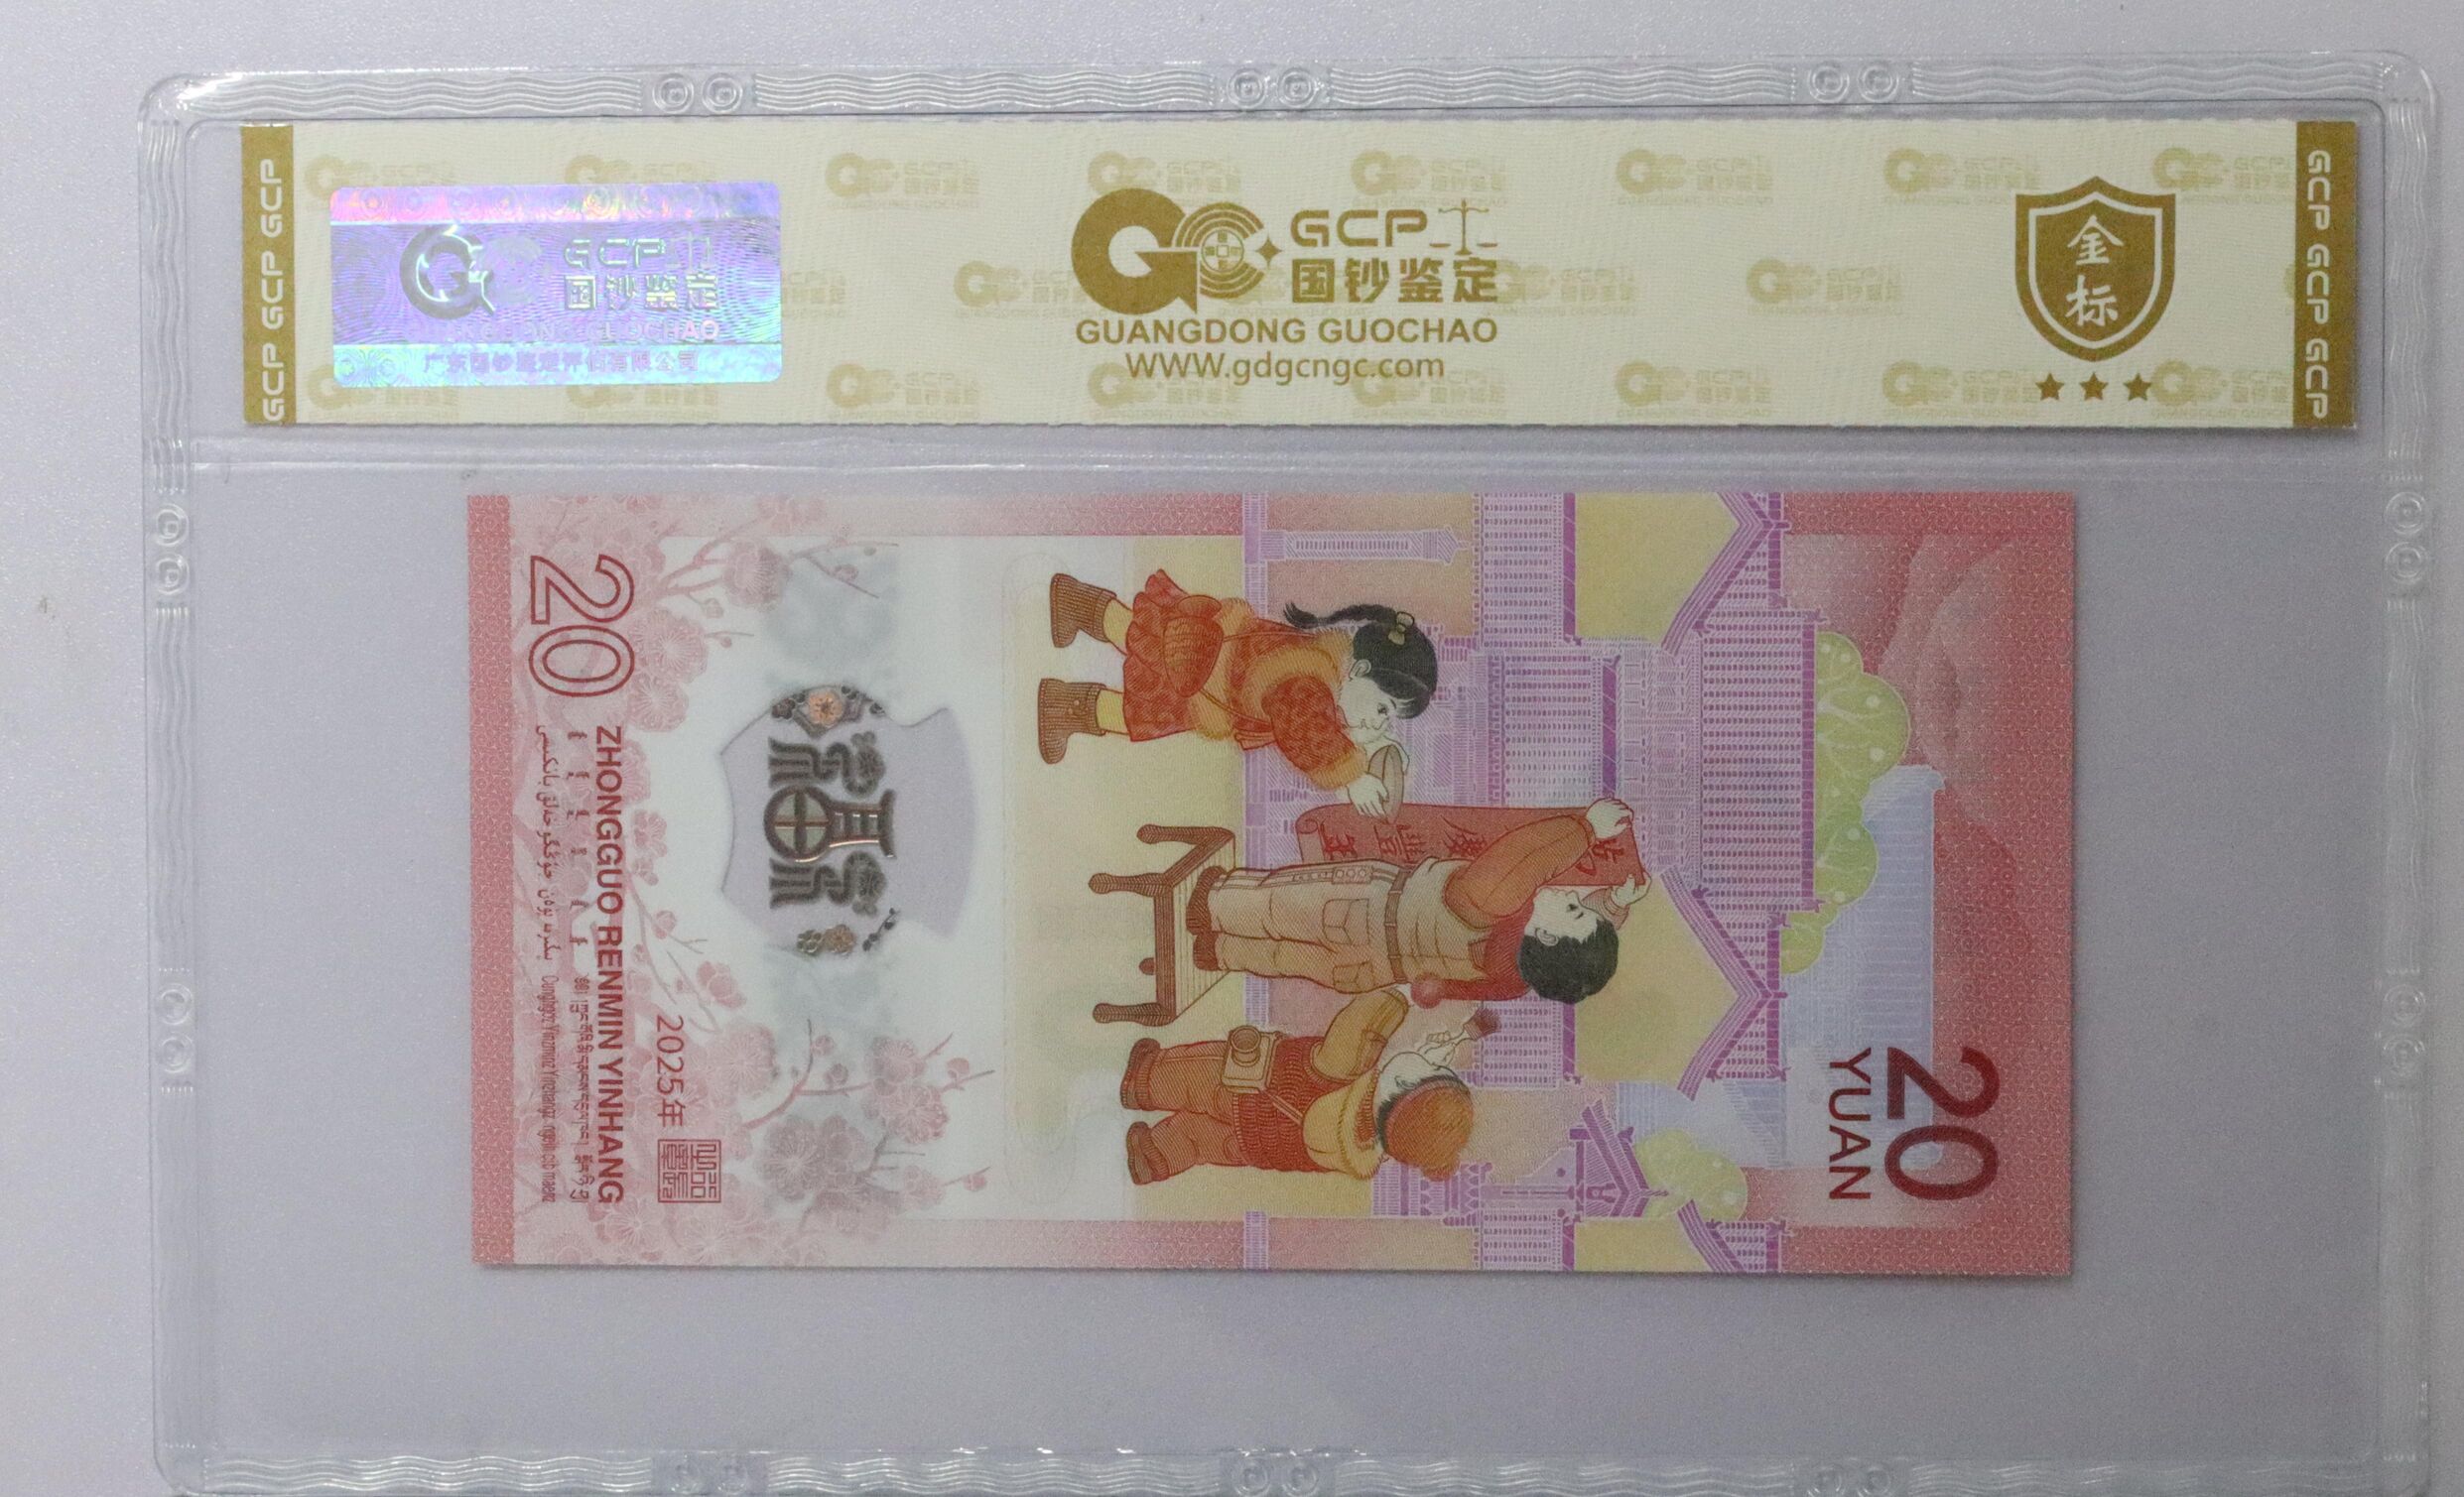 GCP GCP GCP
GCP
国钞鉴定
GUANGDONG GUOCHAO
广东国钞鉴定评估有限公司
GCP
国钞鉴定
GUANGDONG GUOCHAO
WWW.gdgcngc.com
金标
GCP GCP GCP
20
YUAN
2025年
20
ZHONGGUO RENMIN YINHANG